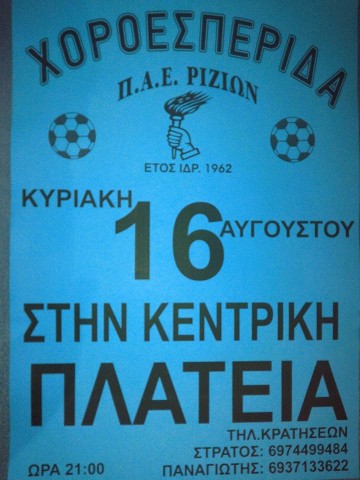 ΧΟΡΟΕΣΠΕΡΙΔΑ
Π.Α.Ε. ΡΙΖΙΩΝ
ΕΤΟΣ ΙΔΡ. 1962
ΚΥΡΙΑΚΗ 16 ΑΥΓΟΥΣΤΟΥ
ΣΤΗΝ ΚΕΝΤΡΙΚΗ
ΠΛΑΤΕΙΑ
ΤΗΛ.ΚΡΑΤΗΣΕΩΝ
ΣΤΡΑΤΟΣ: 6974499484
ΩΡΑ 21:00 ΠΑΝΑΓΙΩΤΗΣ: 6937133622